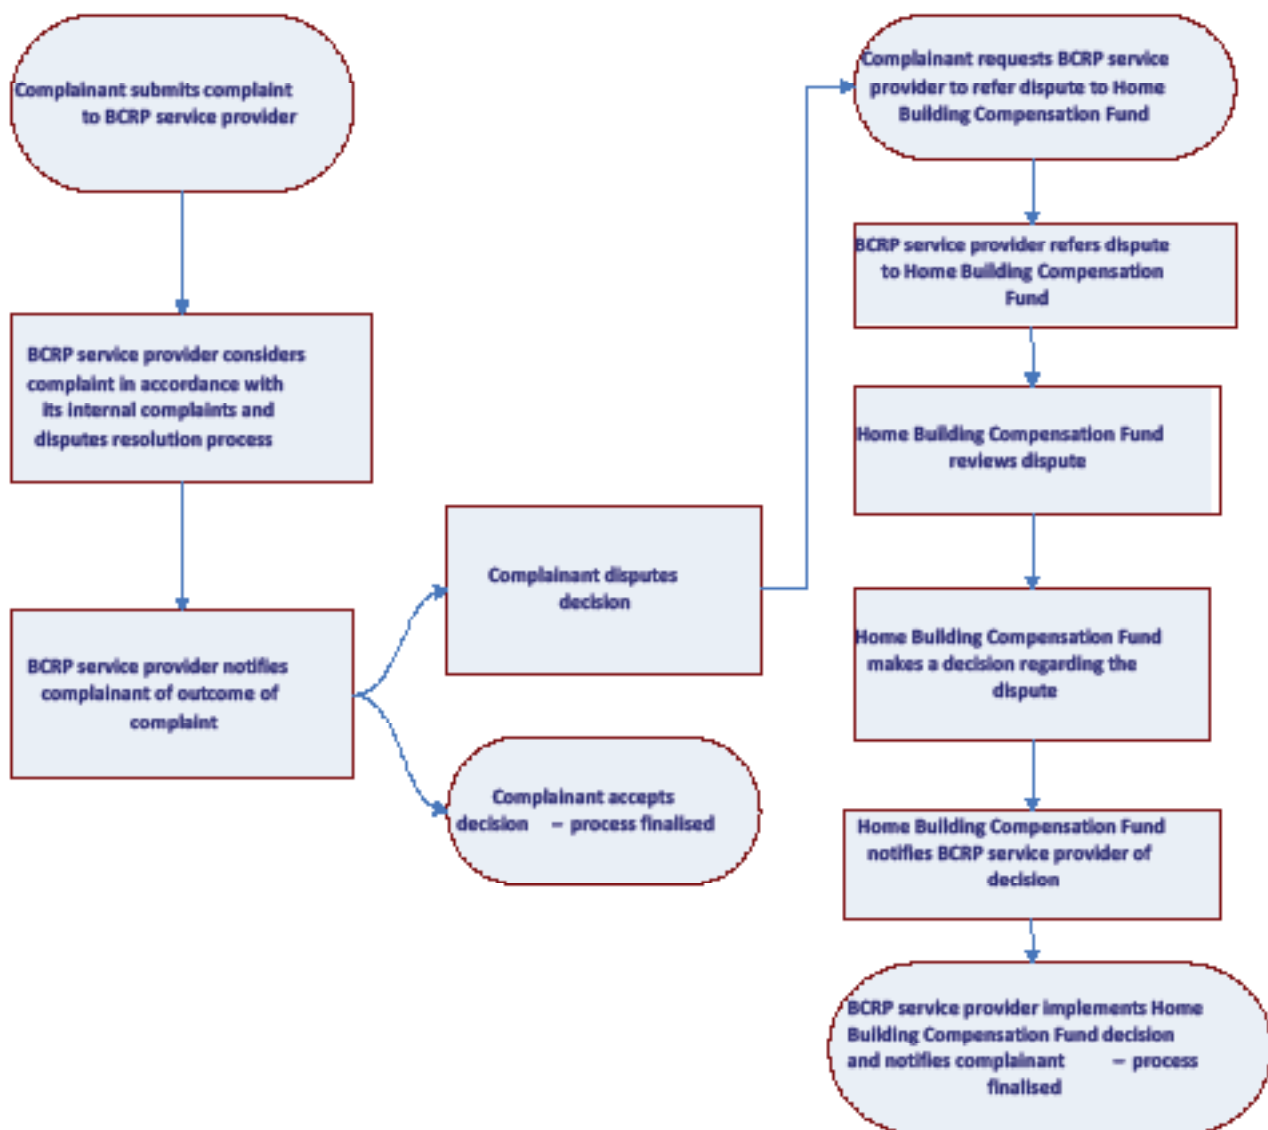 Complainant submits complaint
to BCRP service provider
BCRP service provider considers
complaint in accordance with
its internal complaints and
disputes resolution process
BCRP service provider notifies
complainant of outcome of
complaint
Complainant disputes
decision
Complainant accepts
decision – process finalised
Complainant requests BCRP service
provider to refer dispute to Home
Building Compensation Fund
BCRP service provider refers dispute
to Home Building Compensation
Fund
Home Building Compensation Fund
reviews dispute
Home Building Compensation Fund
makes a decision regarding the
dispute
Home Building Compensation Fund
notifies BCRP service provider of
decision
BCRP service provider implements Home
Building Compensation Fund decision
and notifies complainant – process
finalised